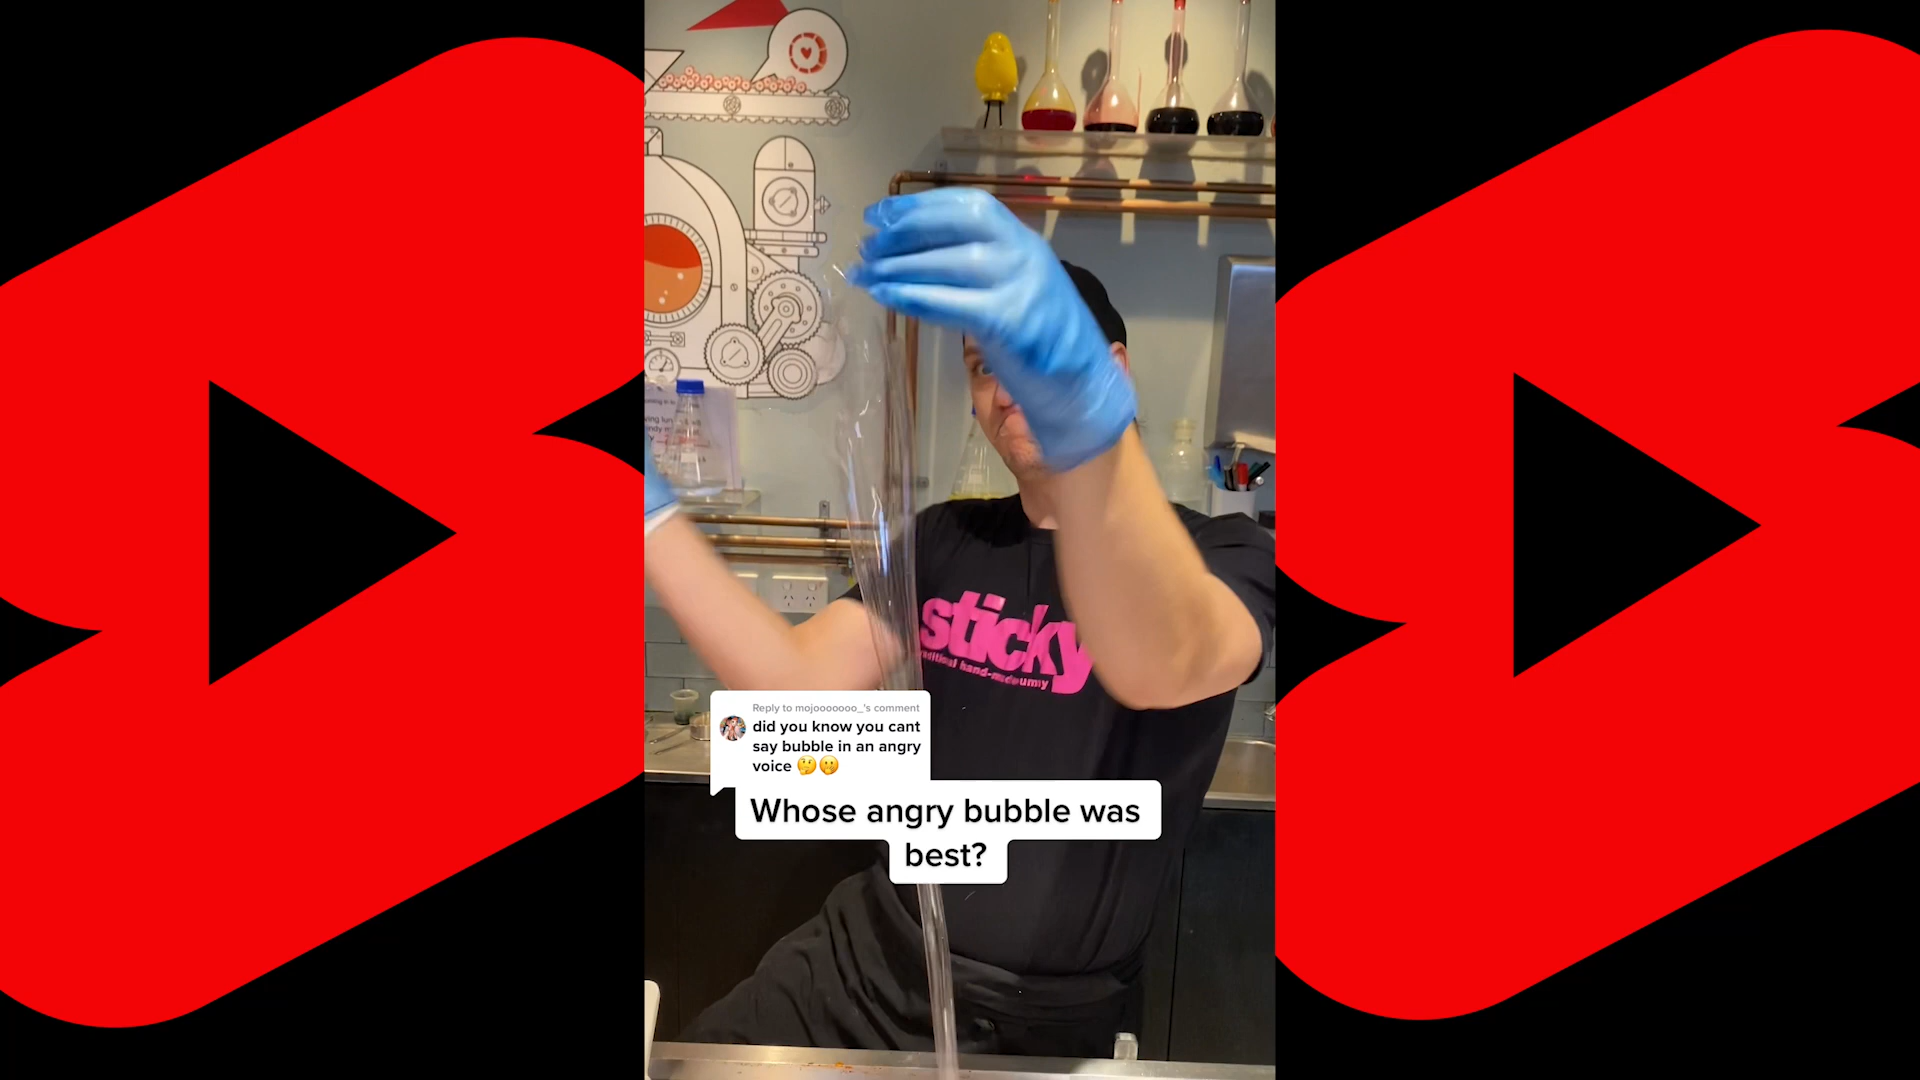 sticky
Reply to mojooooooo_'s comment
did you know you cant
say bubble in an angry
voice 🤔🤫
Whose angry bubble was
best?